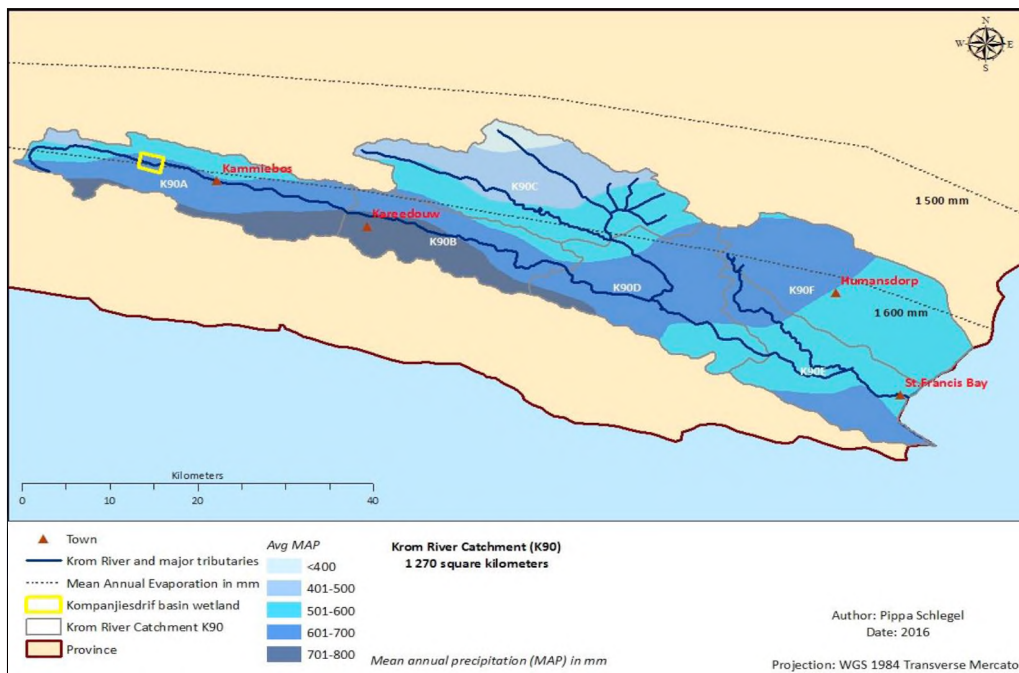 N
W E
S
Kammiebos
K90A
Kareedouw
K90B
K90C
1 500 mm
K90D
K90F
Humansdorp
1 600 mm
K90E
St.Francis Bay
Kilometers
0 10 20 40
Town
Krom River and major tributaries
Mean Annual Evaporation in mm
Kompanjiesdrif basin wetland
Krom River Catchment K90
Province
Avg MAP
<400
401-500
501-600
601-700
701-800
Mean annual precipitation (MAP) in mm
Krom River Catchment (K90)
1 270 square kilometers
Author: Pippa Schlegel
Date: 2016
Projection: WGS 1984 Transverse Mercato